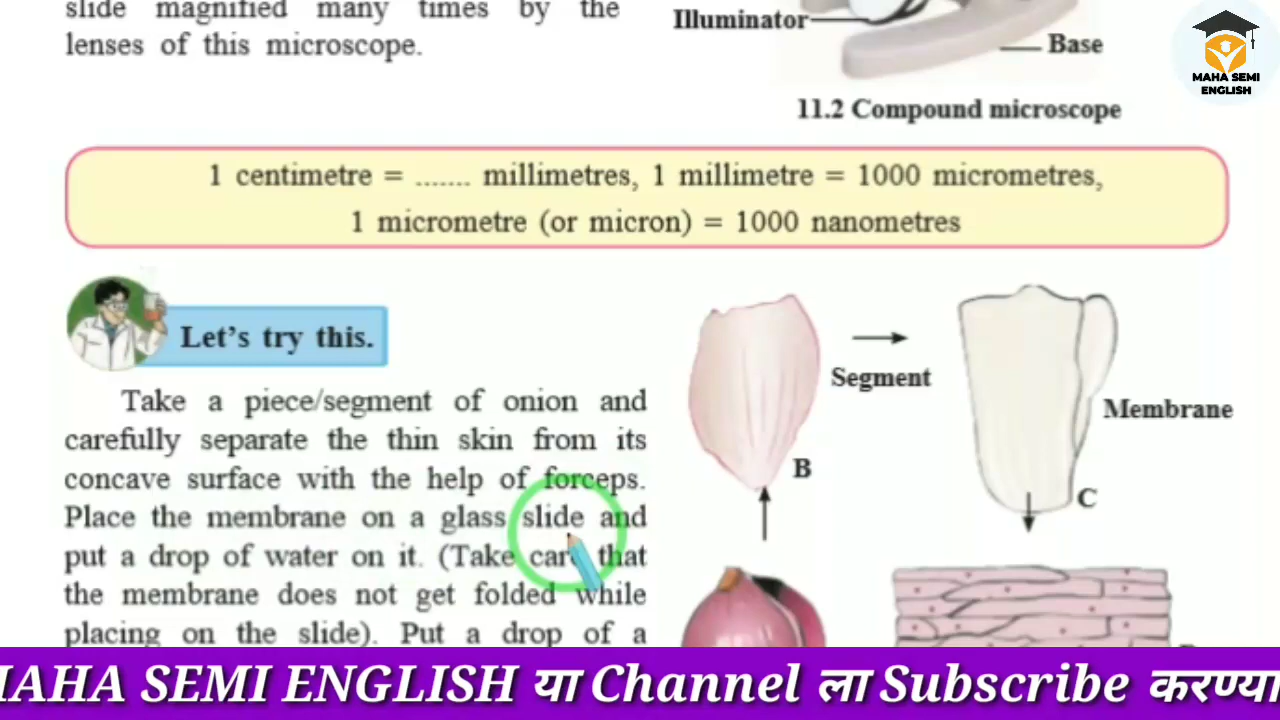 slide magnified many times by the
lenses of this microscope.
Illuminator
Base
11.2 Compound microscope
MAHA SEMI
ENGLISH
1 centimetre = ....... millimetres, 1 millimetre = 1000 micrometres,
1 micrometre (or micron) = 1000 nanometres
Let's try this.
Take a piece/segment of onion and
carefully separate the thin skin from its
concave surface with the help of forceps.
Place the membrane on a glass slide and
put a drop of water on it. (Take care that
the membrane does not get folded while
placing on the slide). Put a drop of a
Segment
Membrane
B
C
MAHA SEMI ENGLISH या Channel ला Subscribe करण्या